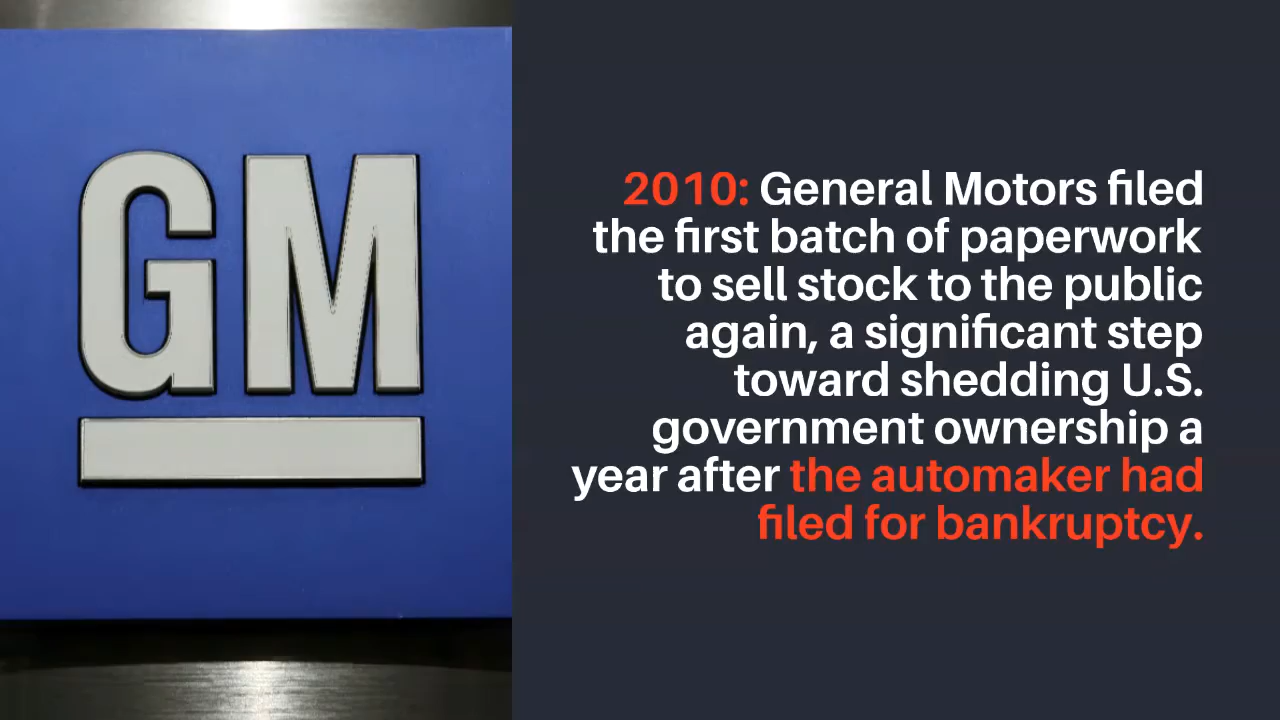 GM
2010: General Motors filed
the first batch of paperwork
to sell stock to the public
again, a significant step
toward shedding U.S.
government ownership a
year after the automaker had
filed for bankruptcy.